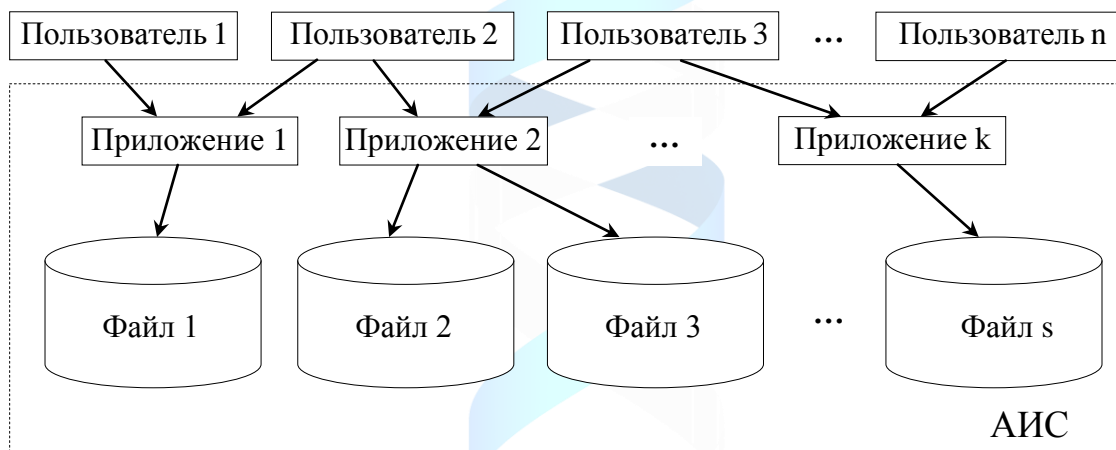 Пользователь 1 Пользователь 2 Пользователь 3 ... Пользователь n
Приложение 1 Приложение 2 ... Приложение k
Файл 1 Файл 2 Файл 3 ... Файл s
АИС